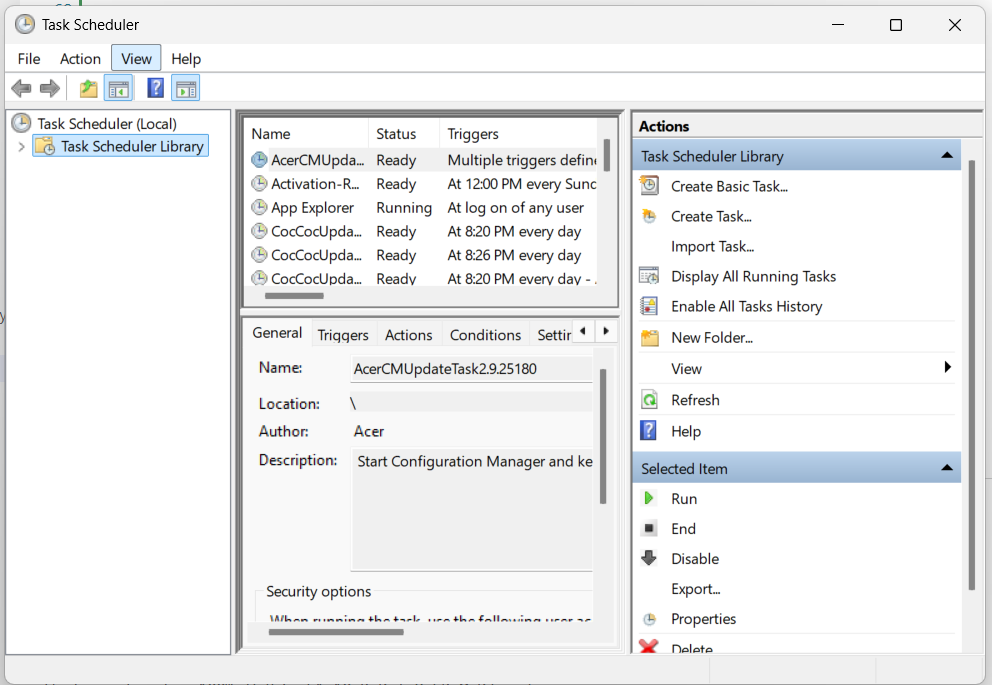 Task Scheduler
File Action View Help
Task Scheduler (Local)
Task Scheduler Library
Name Status Triggers
AcerCMUpda... Ready Multiple triggers define
Activation-R... Ready At 12:00 PM every Sunc
App Explorer Running At log on of any user
CocCocUpda... Ready At 8:20 PM every day
CocCocUpda... Ready At 8:26 PM every day
CocCocUpda... Ready At 8:20 PM every day - .
General Triggers Actions Conditions Settir
Name: AcerCMUpdateTask2.9.25180
Location: \
Author: Acer
Description: Start Configuration Manager and ke
Security options
When running the task, use the following user ac
Actions
Task Scheduler Library
Create Basic Task...
Create Task...
Import Task...
Display All Running Tasks
Enable All Tasks History
New Folder...
View
Refresh
Help
Selected Item
Run
End
Disable
Export...
Properties
Delete